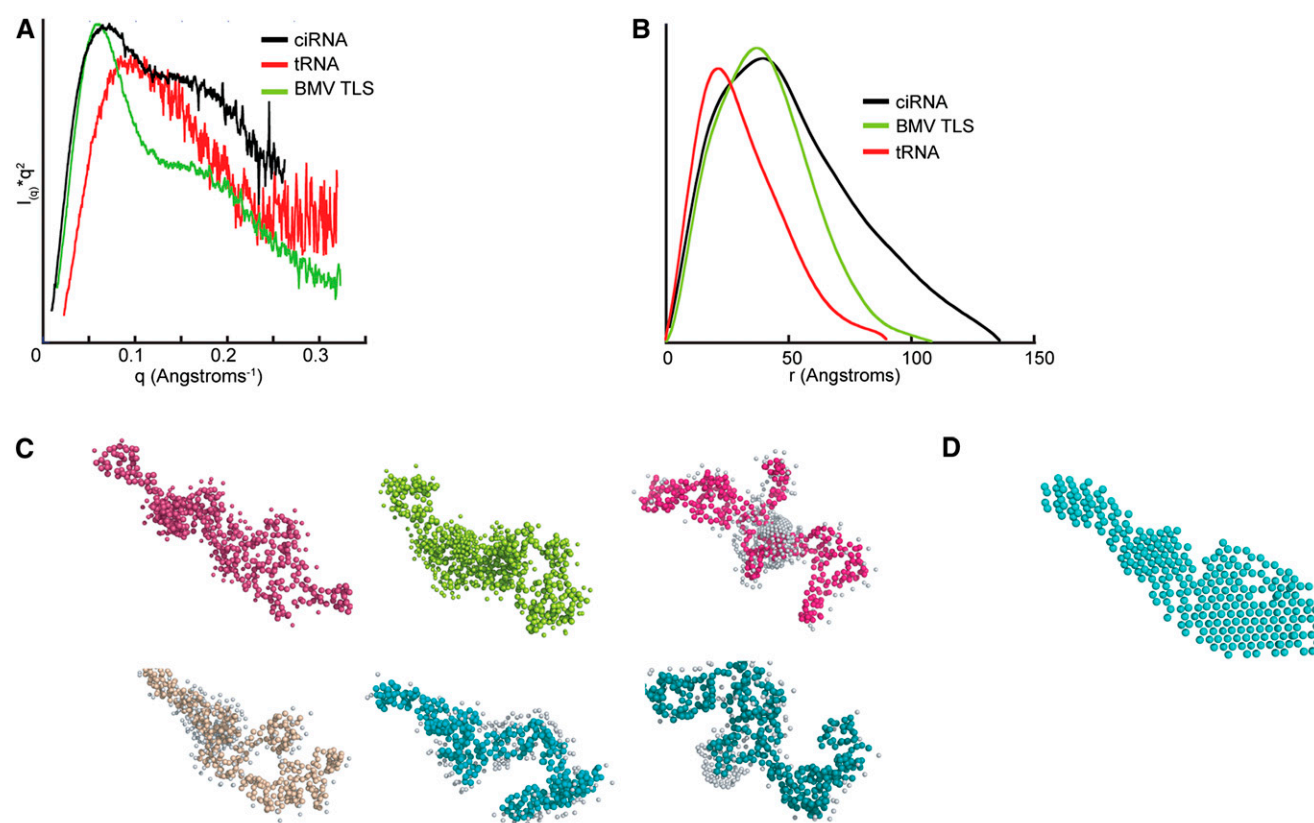 A
ciRNA
tRNA
BMV TLS
I(q)*q2
0
0.1
0.2
0.3
q (Angstroms-1)
B
ciRNA
BMV TLS
tRNA
0
50
100
150
r (Angstroms)
C
D